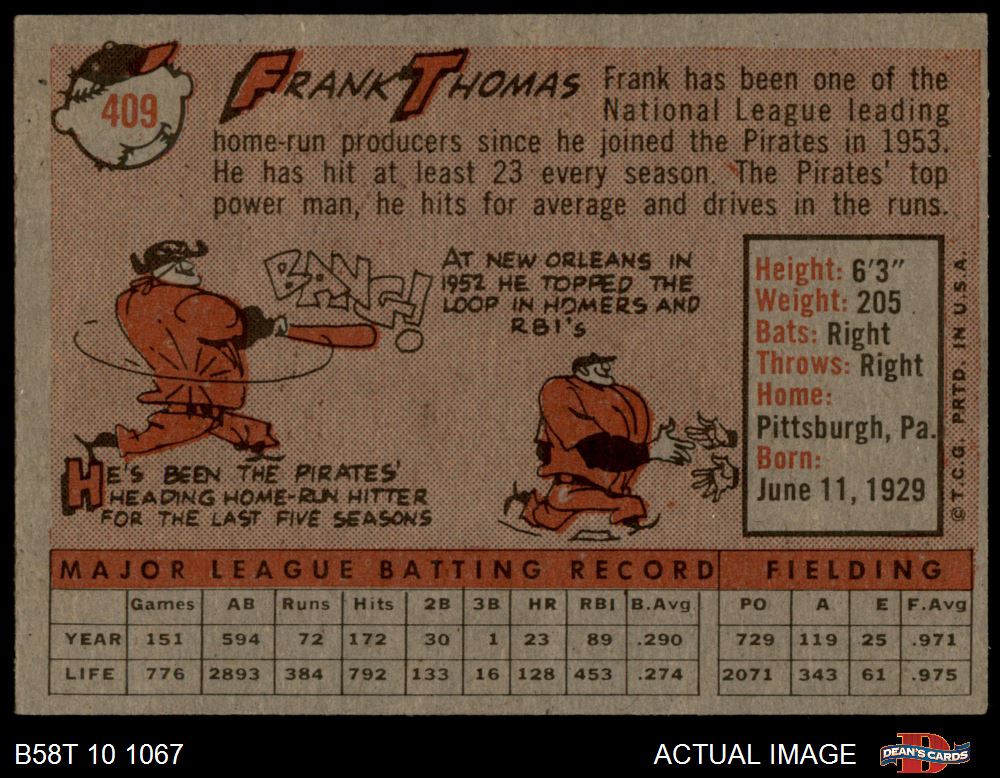 409
FRANK THOMAS
Frank has been one of the
National League leading
home-run producers since he joined the Pirates in 1953.
He has hit at least 23 every season. The Pirates' top
power man, he hits for average and drives in the runs.
BANG!
AT NEW ORLEANS IN
1952 HE TOPPED THE
LOOP IN HOMERS AND
RBI'S
HE'S BEEN THE PIRATES'
HEADING HOME-RUN HITTER
FOR THE LAST FIVE SEASONS
Height: 6'3"
Weight: 205
Bats: Right
Throws: Right
Home:
Pittsburgh, Pa.
Born:
June 11, 1929
© T.C.G. PRTD. IN U.S.A.
MAJOR LEAGUE BATTING RECORD FIELDING
Games AB Runs Hits 2B 3B HR RBI B.Avg PO A E F.Avg
YEAR 151 594 72 172 30 1 23 89 .290 729 119 25 .971
LIFE 776 2893 384 792 133 16 128 453 .274 2071 343 61 .975
B58T 10 1067 ACTUAL IMAGE DEAN'S CARDS